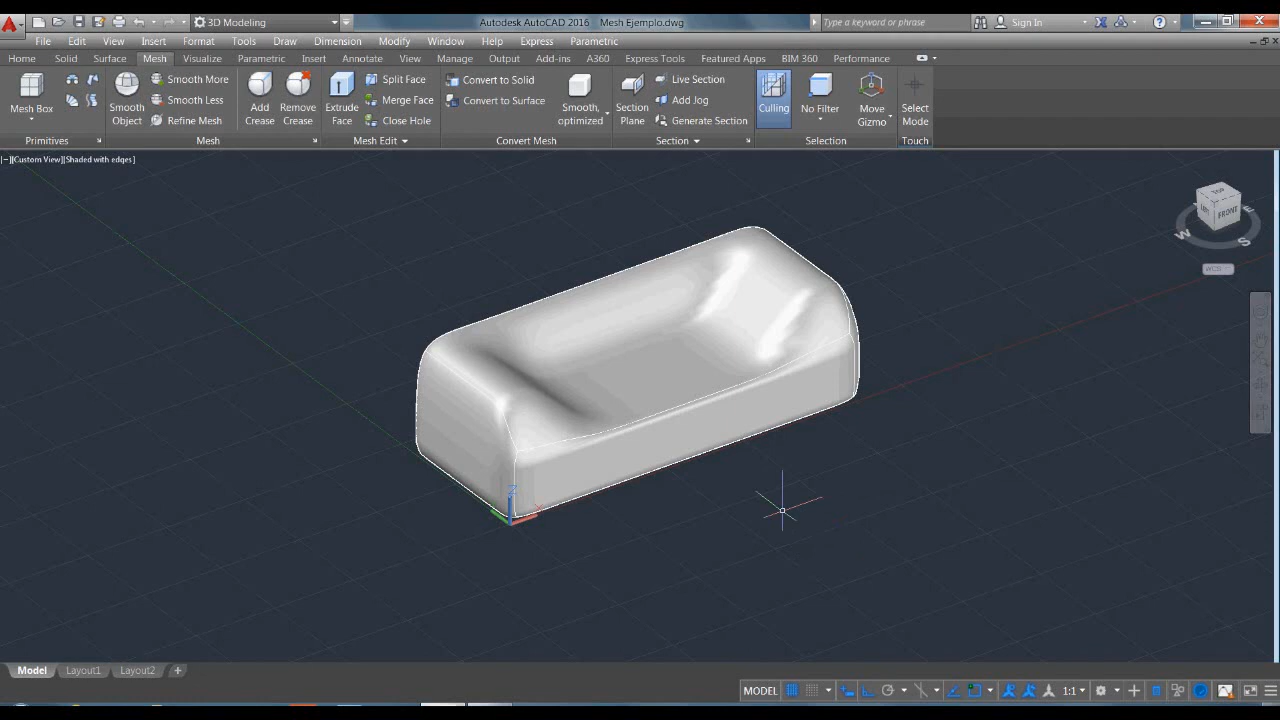 3D Modeling Autodesk AutoCAD 2016 Mesh Ejemplo.dwg Type a keyword or phrase Sign In
File Edit View Insert Format Tools Draw Dimension Modify Window Help Express Parametric
Home Solid Surface Mesh Visualize Parametric Insert Annotate View Manage Output Add-ins A360 Express Tools Featured Apps BIM 360 Performance
Mesh Box
Smooth Object
Smooth More
Smooth Less
Refine Mesh
Add Crease
Remove Crease
Extrude Face
Split Face
Merge Face
Close Hole
Convert to Solid
Convert to Surface
Smooth, optimized
Section Plane
Live Section
Add Jog
Generate Section
Culling
No Filter
Move Gizmo
Select Mode
Primitives Mesh Mesh Edit Convert Mesh Section Selection Touch
[−][Custom View][Shaded with edges]
TOP
FRONT
W
S
E
WCS
Z
Model Layout1 Layout2 +
MODEL 1:1